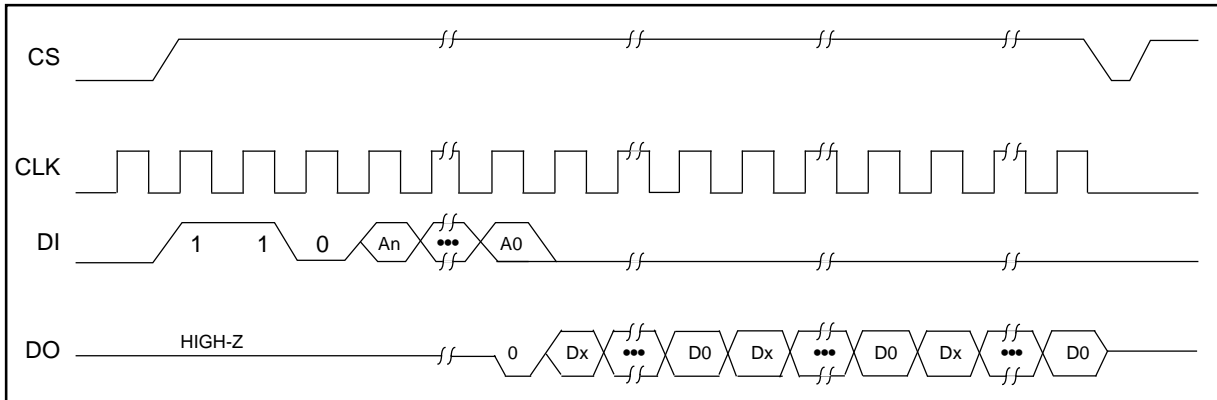 CS
CLK
DI
1 1 0 An ••• A0
DO
HIGH-Z
0 Dx ••• D0 Dx ••• D0 Dx ••• D0